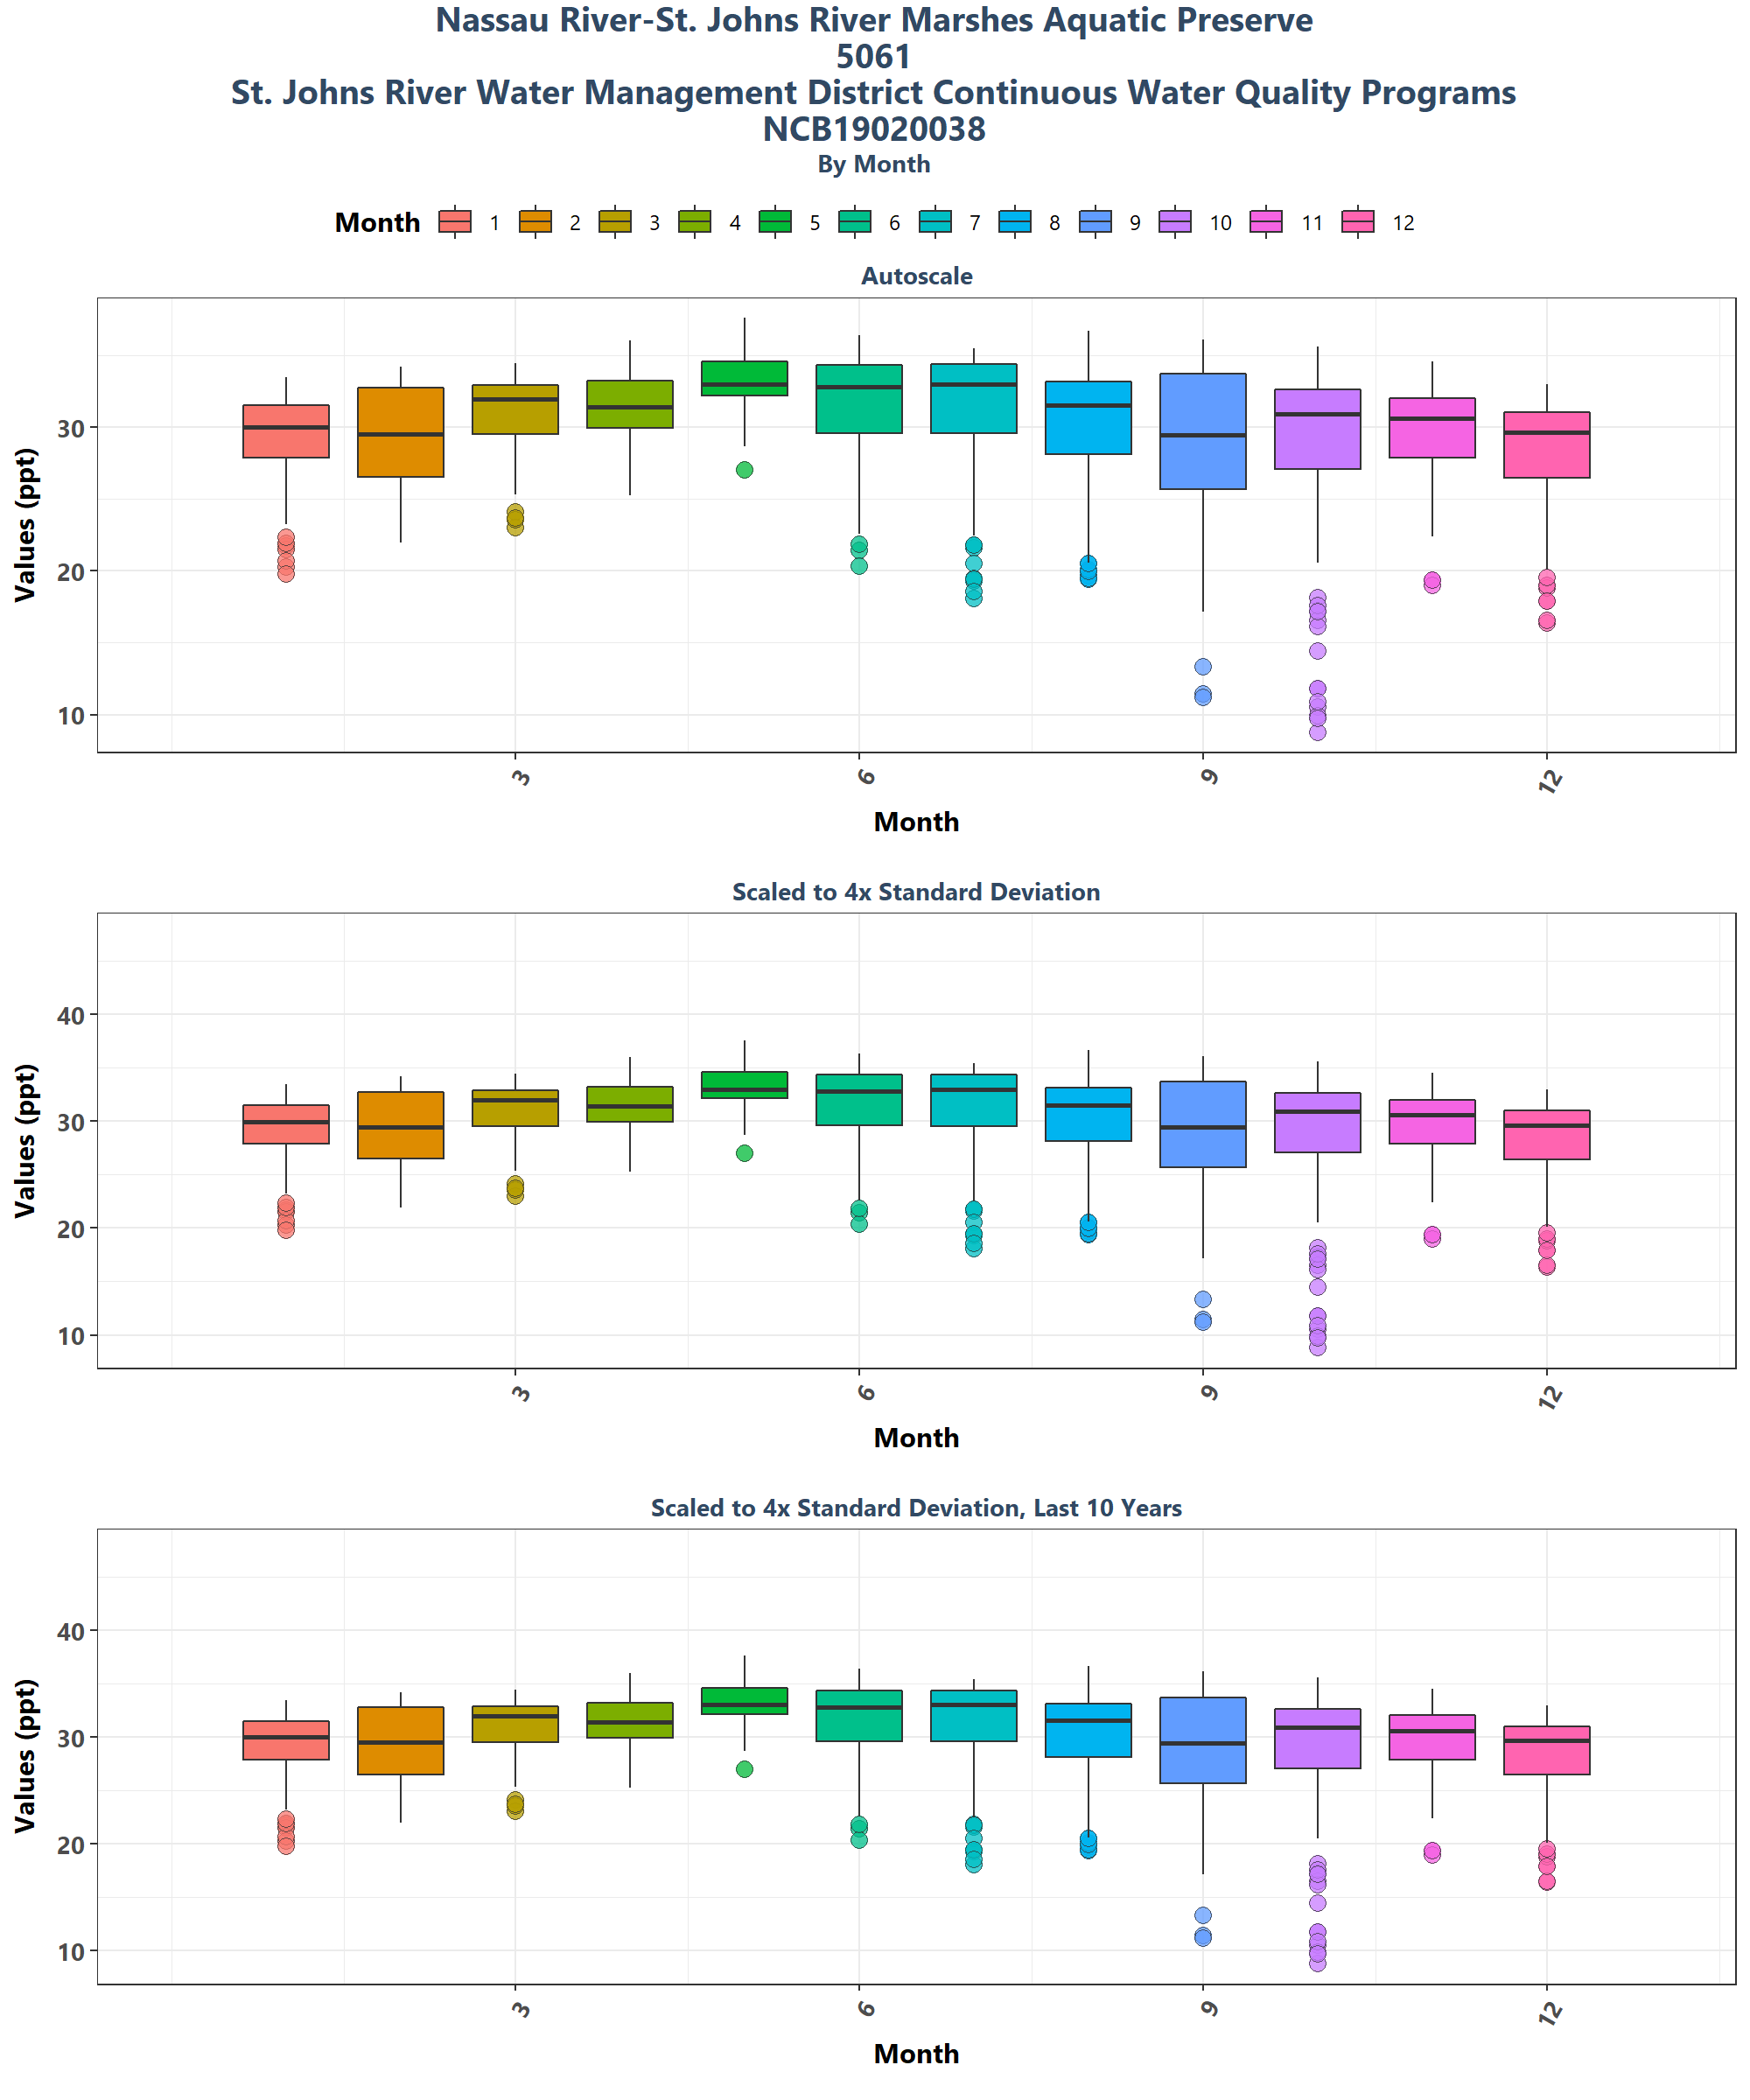 Nassau River-St. Johns River Marshes Aquatic Preserve
5061
St. Johns River Water Management District Continuous Water Quality Programs
NCB19020038
By Month
Month 1 2 3 4 5 6 7 8 9 10 11 12
Autoscale
Values (ppt)
30
20
10
3 6 9 12
Month
Scaled to 4x Standard Deviation
Values (ppt)
40
30
20
10
3 6 9 12
Month
Scaled to 4x Standard Deviation, Last 10 Years
Values (ppt)
40
30
20
10
3 6 9 12
Month